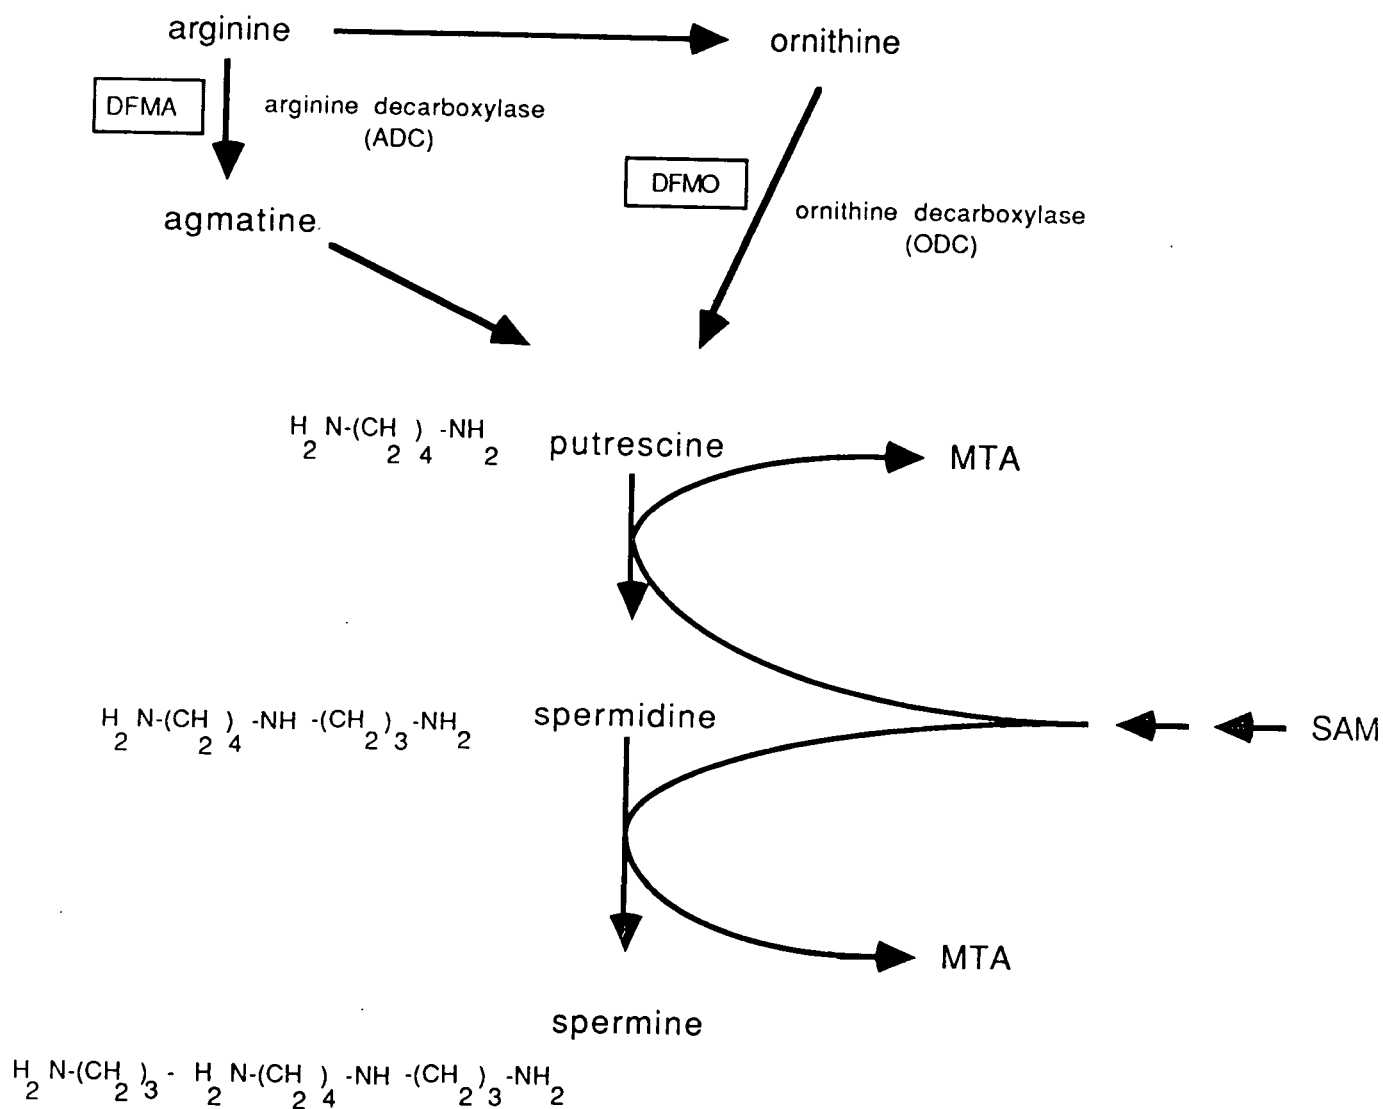 arginine
ornithine
DFMA
arginine decarboxylase
(ADC)
DFMO
agmatine
ornithine decarboxylase
(ODC)
H2N-(CH2)4-NH2
putrescine
MTA
H2N-(CH2)4-NH-(CH2)3-NH2
spermidine
SAM
MTA
spermine
H2N-(CH2)3- H2N-(CH2)4-NH-(CH2)3-NH2